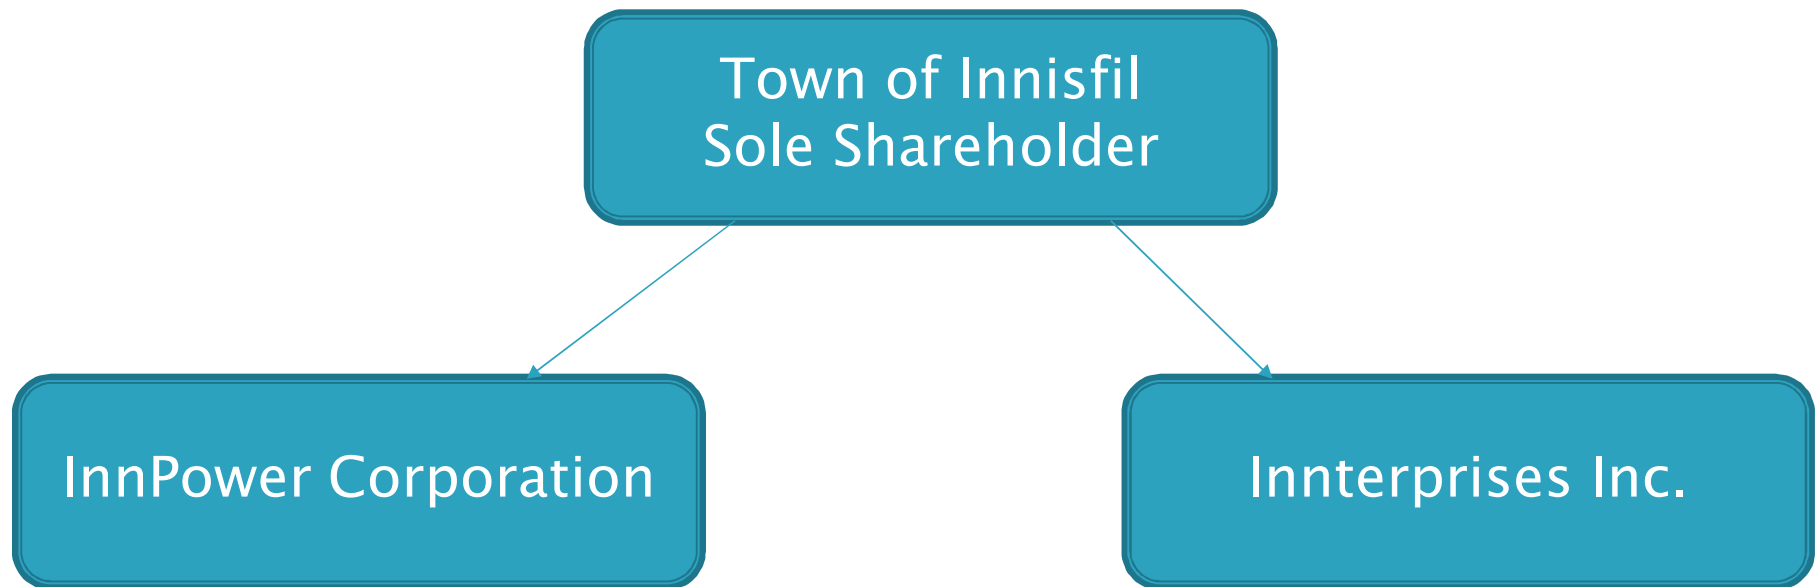 Town of Innisfil
Sole Shareholder
InnPower Corporation
Innterprises Inc.